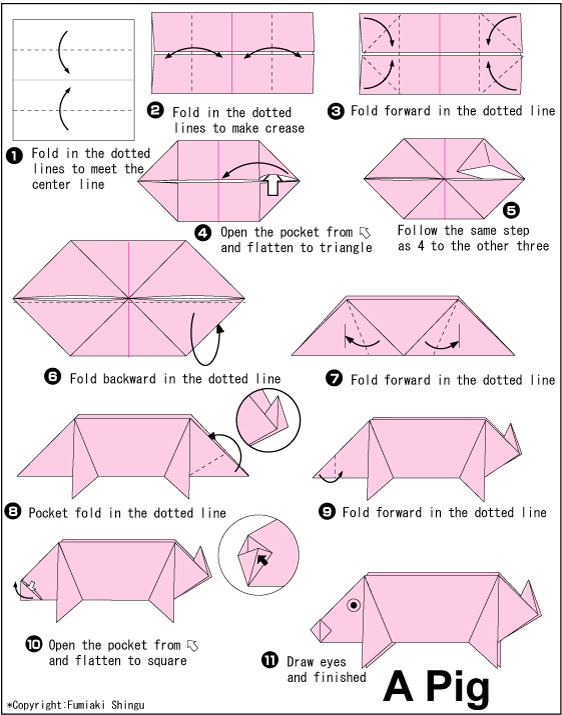 1 Fold in the dotted
lines to meet the
center line
2 Fold in the dotted
lines to make crease
3 Fold forward in the dotted line
4 Open the pocket from
and flatten to triangle
5
Follow the same step
as 4 to the other three
6 Fold backward in the dotted line
7 Fold forward in the dotted line
8 Pocket fold in the dotted line
9 Fold forward in the dotted line
10 Open the pocket from
and flatten to square
11 Draw eyes
and finished
A Pig
*Copyright:Fumiaki Shingu